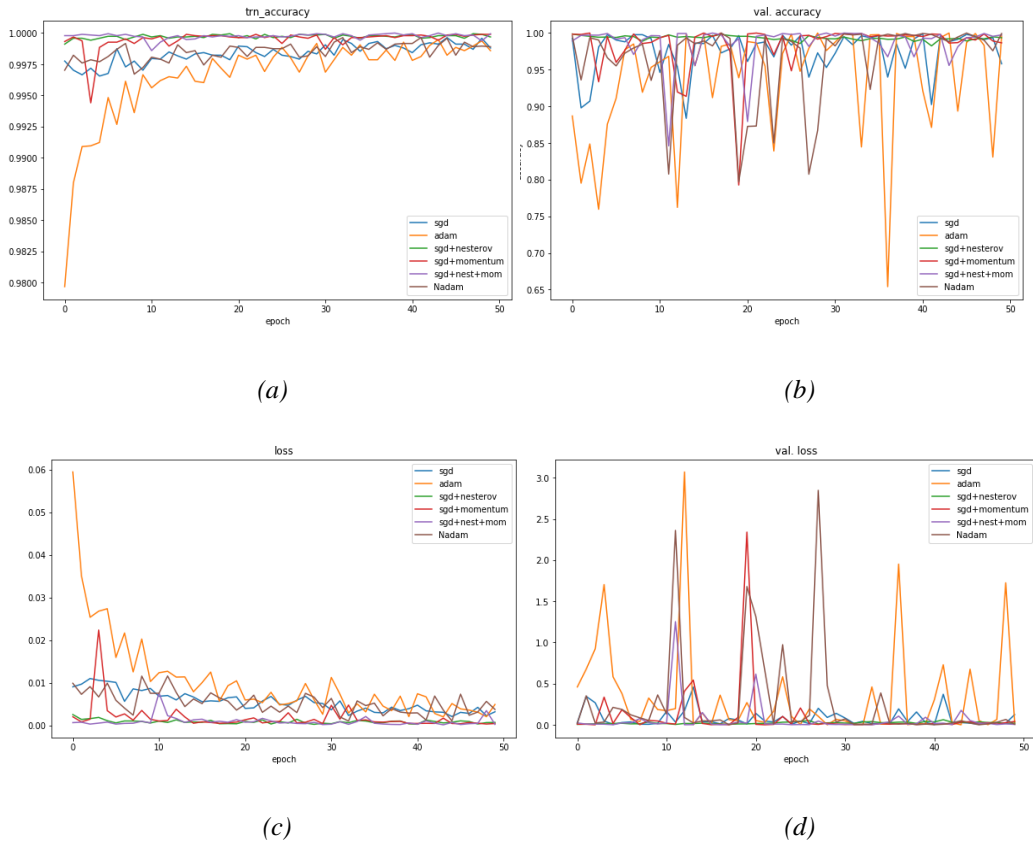 trn_accuracy
1.0000
0.9975
0.9950
0.9925
0.9900
0.9875
0.9850
0.9825
0.9800
0 10 20 30 40 50
epoch
sgd
adam
sgd+nesterov
sgd+momentum
sgd+nest+mom
Nadam
(a)
val. accuracy
1.00
0.95
0.90
0.85
0.80
0.75
0.70
0.65
0 10 20 30 40 50
epoch
sgd
adam
sgd+nesterov
sgd+momentum
sgd+nest+mom
Nadam
(b)
loss
0.06
0.05
0.04
0.03
0.02
0.01
0.00
0 10 20 30 40 50
epoch
sgd
adam
sgd+nesterov
sgd+momentum
sgd+nest+mom
Nadam
(c)
val. loss
3.0
2.5
2.0
1.5
1.0
0.5
0.0
0 10 20 30 40 50
epoch
sgd
adam
sgd+nesterov
sgd+momentum
sgd+nest+mom
Nadam
(d)